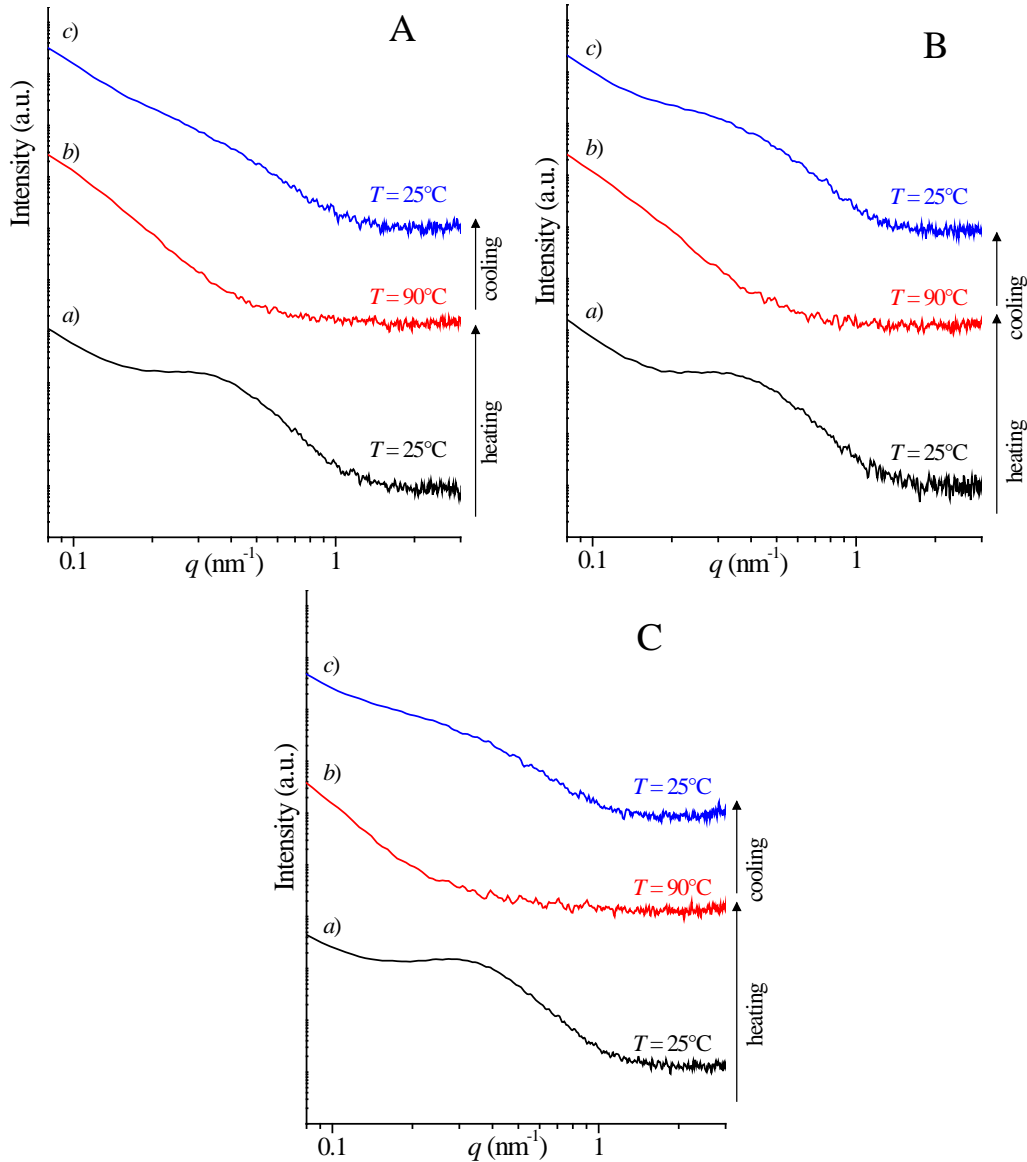 A
c)
T = 25°C
b)
T = 90°C
a)
T = 25°C
cooling
heating
Intensity (a.u.)
0.1
1
q (nm⁻¹)
B
c)
T = 25°C
b)
T = 90°C
a)
T = 25°C
cooling
heating
Intensity (a.u.)
0.1
1
q (nm⁻¹)
C
c)
T = 25°C
b)
T = 90°C
a)
T = 25°C
cooling
heating
Intensity (a.u.)
0.1
1
q (nm⁻¹)